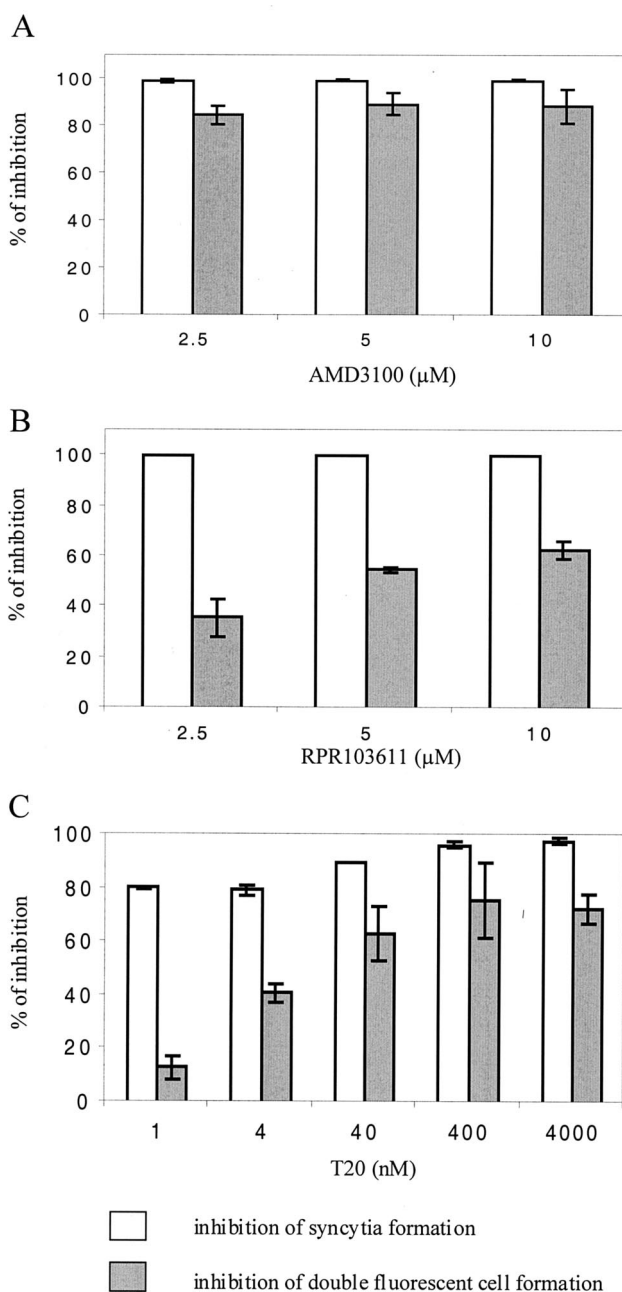 A
% of inhibition
100
80
60
40
20
0
2.5 5 10
AMD3100 (µM)
B
% of inhibition
100
80
60
40
20
0
2.5 5 10
RPR103611 (µM)
C
% of inhibition
100
80
60
40
20
0
1 4 40 400 4000
T20 (nM)
inhibition of syncytia formation
inhibition of double fluorescent cell formation